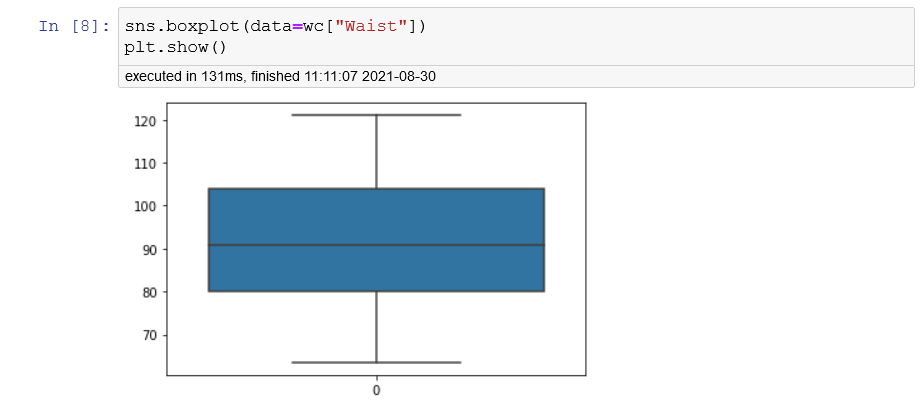 In [8]: sns.boxplot(data=wc["Waist"])
plt.show()
executed in 131ms, finished 11:11:07 2021-08-30
120
110
100
90
80
70
0